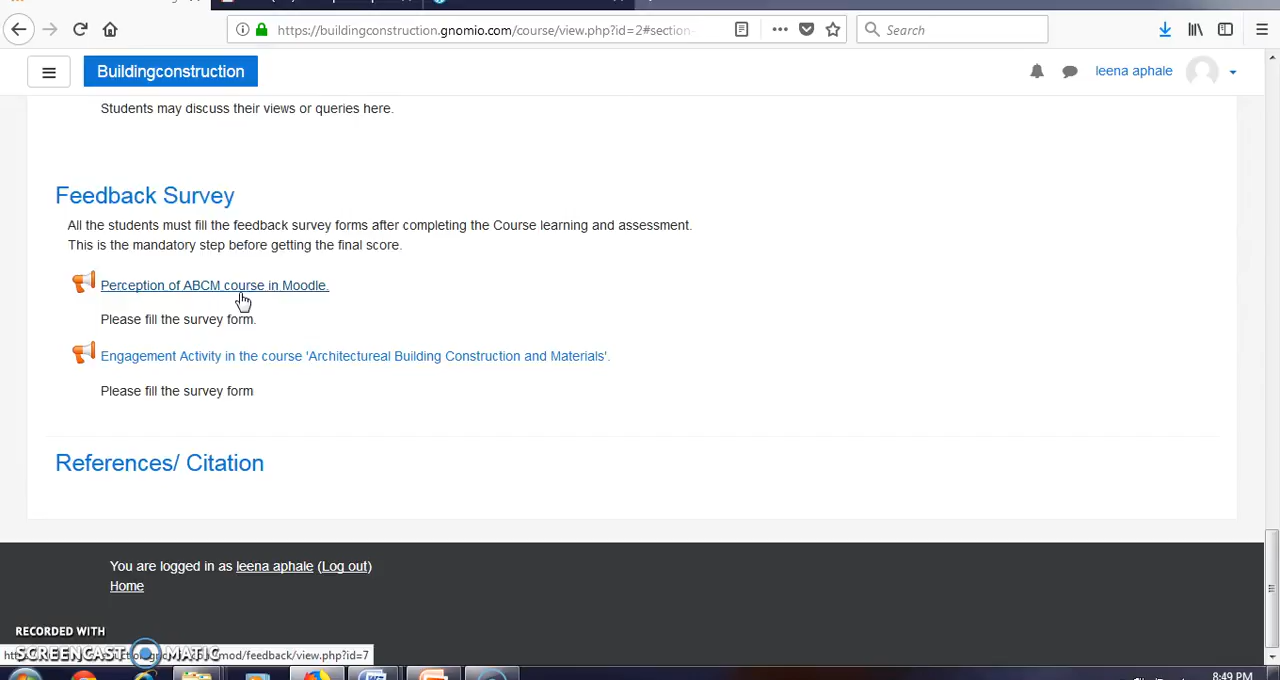 https://buildingconstruction.gnomio.com/course/view.php?id=2#section-
Search
Buildingconstruction
leena aphale
Students may discuss their views or queries here.
Feedback Survey
All the students must fill the feedback survey forms after completing the Course learning and assessment.
This is the mandatory step before getting the final score.
Perception of ABCM course in Moodle.
Please fill the survey form.
Engagement Activity in the course 'Architectureal Building Construction and Materials'.
Please fill the survey form
References/ Citation
You are logged in as leena aphale (Log out)
Home
RECORDED WITH
SCREENCAST MATIC
mod/feedback/view.php?id=7
8:49 PM